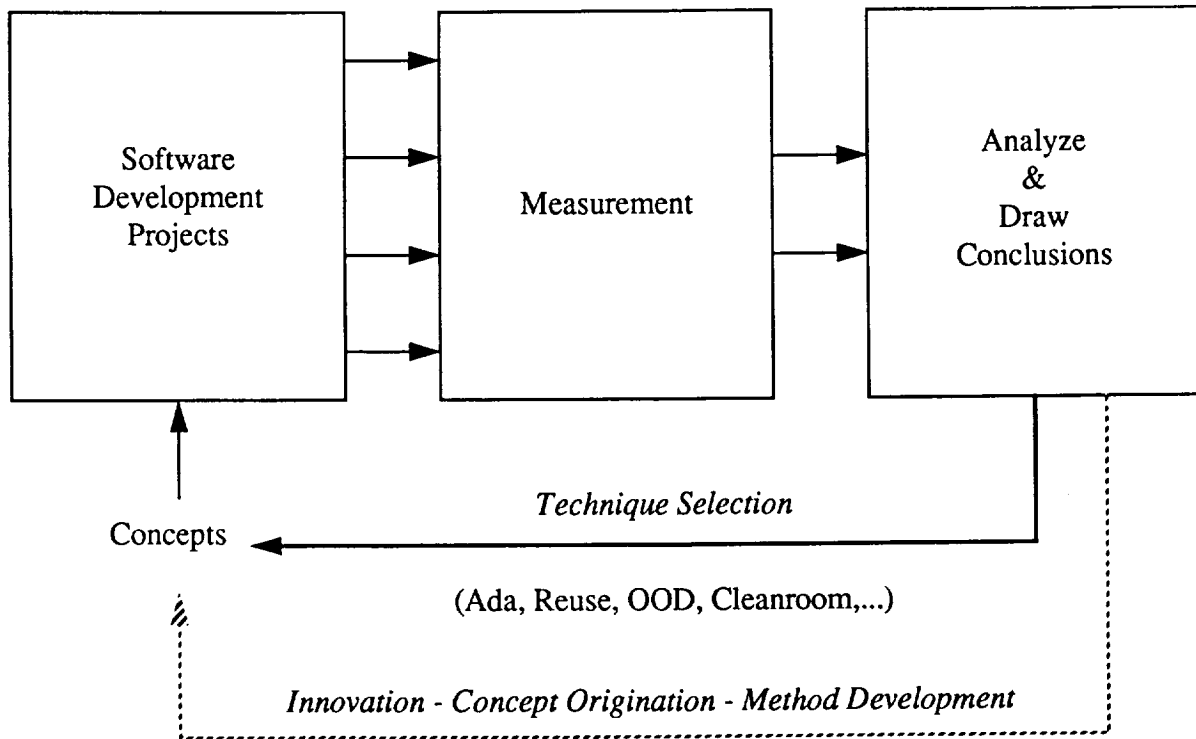 Software
Development
Projects
Measurement
Analyze
&
Draw
Conclusions
Technique Selection
Concepts
(Ada, Reuse, OOD, Cleanroom,...)
Innovation - Concept Origination - Method Development